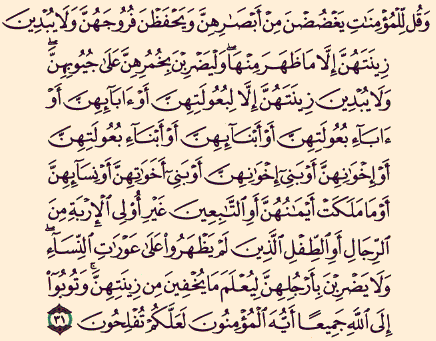 وَقُل لِّلۡمُؤۡمِنَٰتِ يَغۡضُضۡنَ مِنۡ أَبۡصَٰرِهِنَّ وَيَحۡفَظۡنَ فُرُوجَهُنَّ وَلَا يُبۡدِينَ
زِينَتَهُنَّ إِلَّا مَا ظَهَرَ مِنۡهَاۖ وَلۡيَضۡرِبۡنَ بِخُمُرِهِنَّ عَلَىٰ جُيُوبِهِنَّۖ
وَلَا يُبۡدِينَ زِينَتَهُنَّ إِلَّا لِبُعُولَتِهِنَّ أَوۡ ءَابَآئِهِنَّ أَوۡ
ءَابَآءِ بُعُولَتِهِنَّ أَوۡ أَبۡنَآئِهِنَّ أَوۡ أَبۡنَآءِ بُعُولَتِهِنَّ
أَوۡ إِخۡوَٰنِهِنَّ أَوۡ بَنِيٓ إِخۡوَٰنِهِنَّ أَوۡ بَنِيٓ أَخَوَٰتِهِنَّ أَوۡ نِسَآئِهِنَّ
أَوۡ مَا مَلَكَتۡ أَيۡمَٰنُهُنَّ أَوِ ٱلتَّٰبِعِينَ غَيۡرِ أُوْلِي ٱلۡإِرۡبَةِ مِنَ
ٱلرِّجَالِ أَوِ ٱلطِّفۡلِ ٱلَّذِينَ لَمۡ يَظۡهَرُواْ عَلَىٰ عَوۡرَٰتِ ٱلنِّسَآءِۖ
وَلَا يَضۡرِبۡنَ بِأَرۡجُلِهِنَّ لِيُعۡلَمَ مَا يُخۡفِينَ مِن زِينَتِهِنَّۚ وَتُوبُوٓاْ
إِلَى ٱللَّهِ جَمِيعًا أَيُّهَ ٱلۡمُؤۡمِنُونَ لَعَلَّكُمۡ تُفۡلِحُونَ ٣١